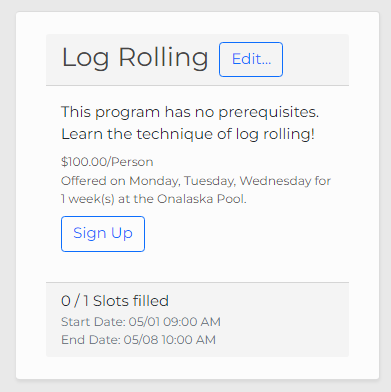 Log Rolling Edit...
This program has no prerequisites.
Learn the technique of log rolling!
$100.00/Person
Offered on Monday, Tuesday, Wednesday for
1 week(s) at the Onalaska Pool.
Sign Up
0 / 1 Slots filled
Start Date: 05/01 09:00 AM
End Date: 05/08 10:00 AM